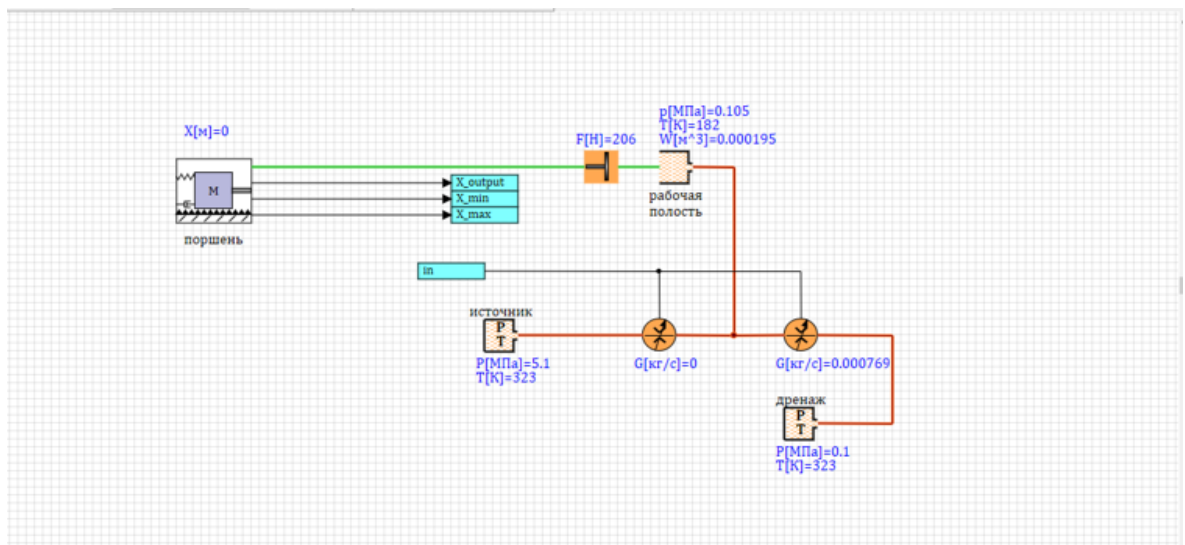 p[МПа]=0.105
T[K]=182
W[м^3]=0.000195
X[м]=0
F[H]=206
M
X_output
X_min
X_max
рабочая
полость
поршень
in
источник
P
T
P[МПа]=5.1
T[K]=323
G[кг/с]=0
G[кг/с]=0.000769
дренаж
P
T
P[МПа]=0.1
T[K]=323